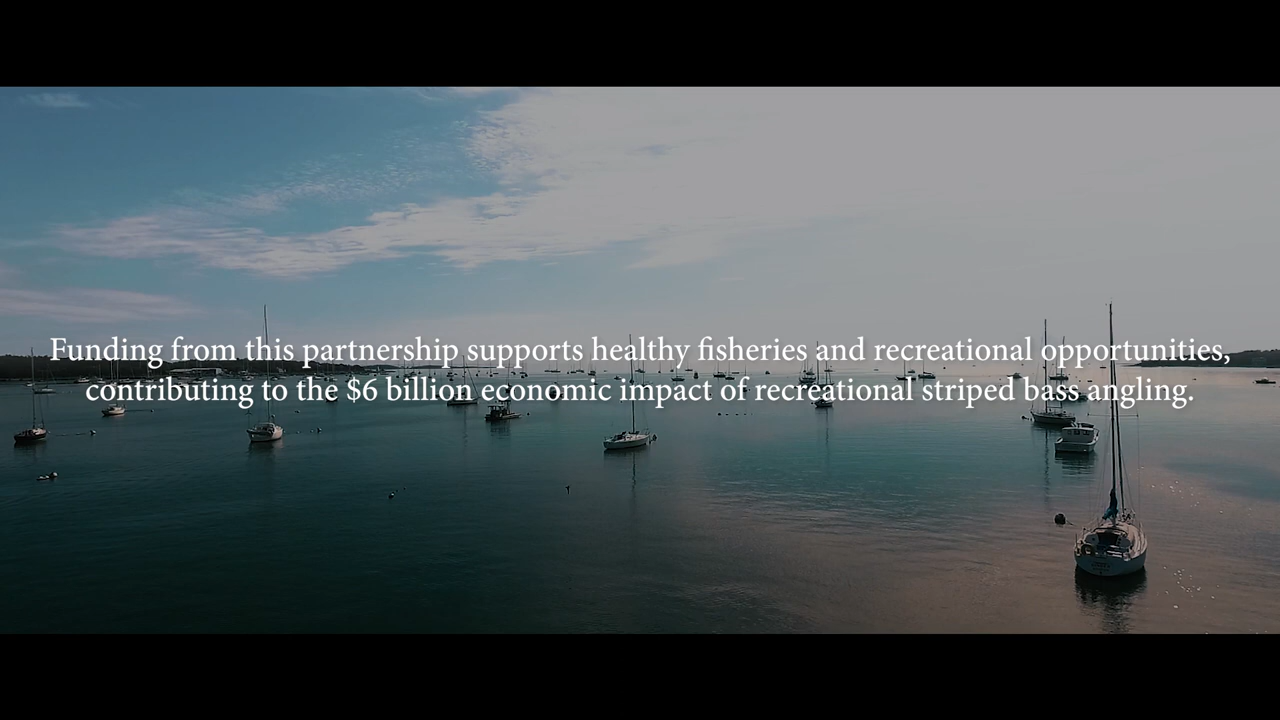 Funding from this partnership supports healthy fisheries and recreational opportunities,
contributing to the $6 billion economic impact of recreational striped bass angling.